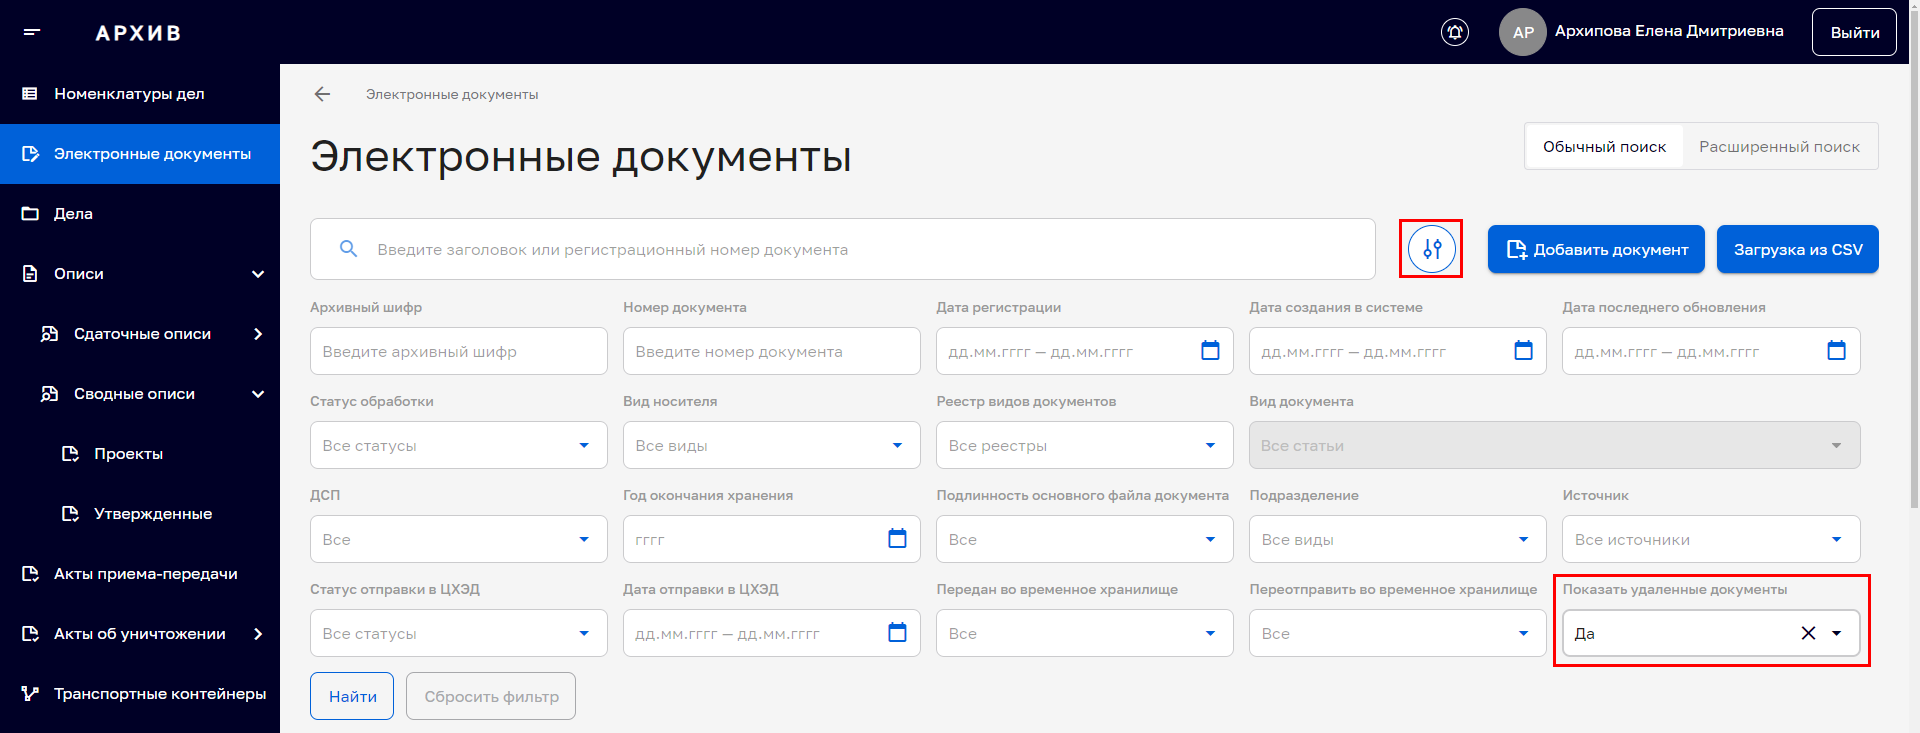 АРХИВ
АР
Архипова Елена Дмитриевна
Выйти
Номенклатуры дел
Электронные документы
Дела
Описи
Сдаточные описи
Сводные описи
Проекты
Утвержденные
Акты приема-передачи
Акты об уничтожении
Транспортные контейнеры
Электронные документы
Электронные документы
Обычный поиск
Расширенный поиск
Введите заголовок или регистрационный номер документа
Добавить документ
Загрузка из CSV
Архивный шифр
Номер документа
Дата регистрации
Дата создания в системе
Дата последнего обновления
Введите архивный шифр
Введите номер документа
дд.мм.гггг – дд.мм.гггг
дд.мм.гггг – дд.мм.гггг
дд.мм.гггг – дд.мм.гггг
Статус обработки
Вид носителя
Реестр видов документов
Вид документа
Все статусы
Все виды
Все реестры
Все статьи
ДСП
Год окончания хранения
Подлинность основного файла документа
Подразделение
Источник
Все
гггг
Все
Все виды
Все источники
Статус отправки в ЦХЭД
Дата отправки в ЦХЭД
Передан во временное хранилище
Переотправить во временное хранилище
Показать удаленные документы
Все статусы
дд.мм.гггг – дд.мм.гггг
Все
Все
Да
Найти
Сбросить фильтр